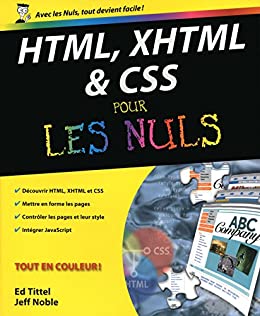 Avec les Nuls, tout devient facile !
HTML, XHTML
& CSS
POUR
LES NULS
✓ Découvrir HTML, XHTML et CSS
✓ Mettre en forme les pages
✓ Contrôler les pages et leur style
✓ Intégrer JavaScript
TOUT EN COULEUR !
Ed Tittel
Jeff Noble
ABC
Company
CSS
HTML